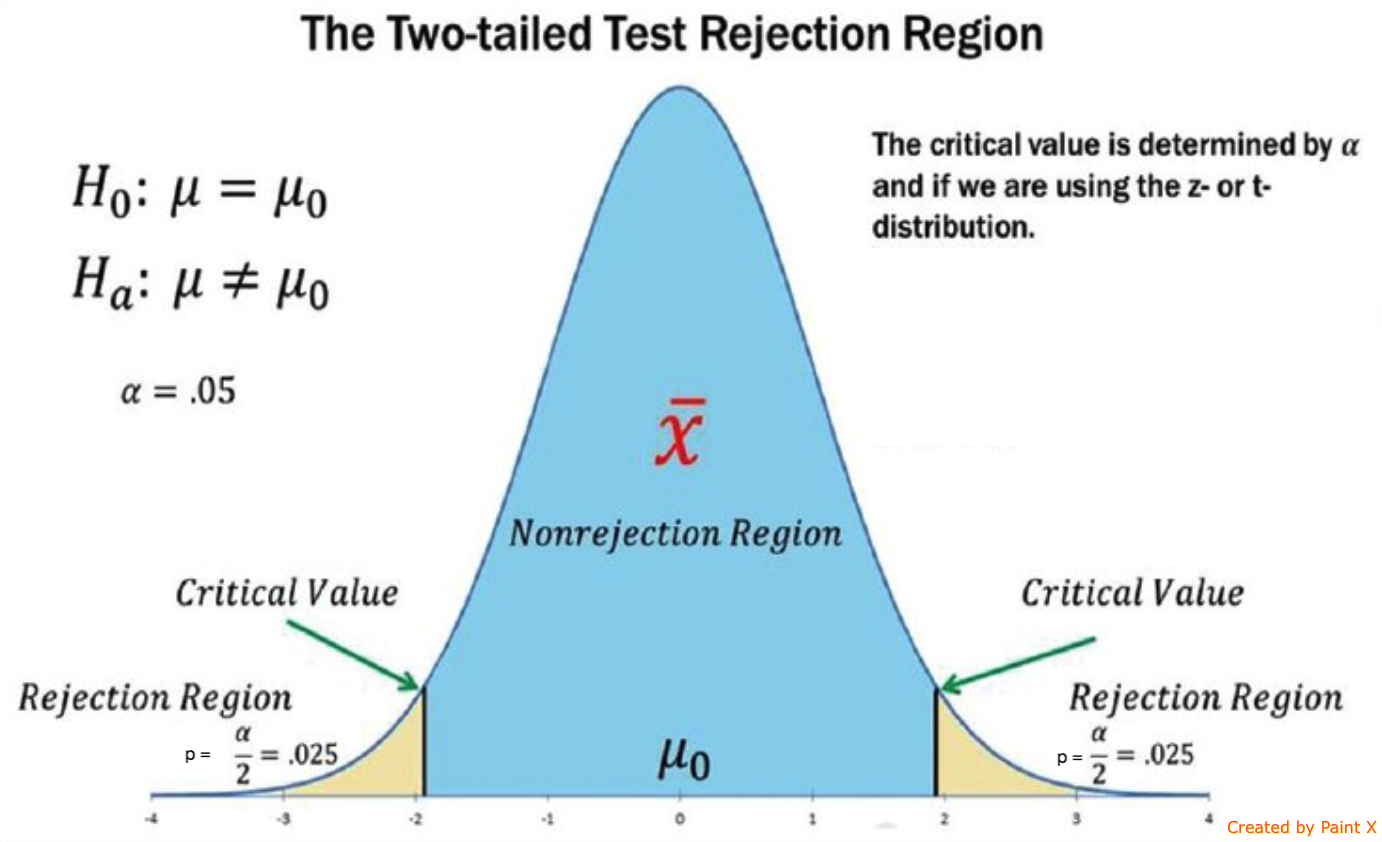 The Two-tailed Test Rejection Region
The critical value is determined by α
and if we are using the z- or t-
distribution.
H₀: μ = μ₀
Hₐ: μ ≠ μ₀
α = .05
x̄
Nonrejection Region
Critical Value
Critical Value
Rejection Region
p = α/2 = .025
Rejection Region
p = α/2 = .025
μ₀
-4 -3 -2 -1 0 1 2 3 4
Created by Paint X